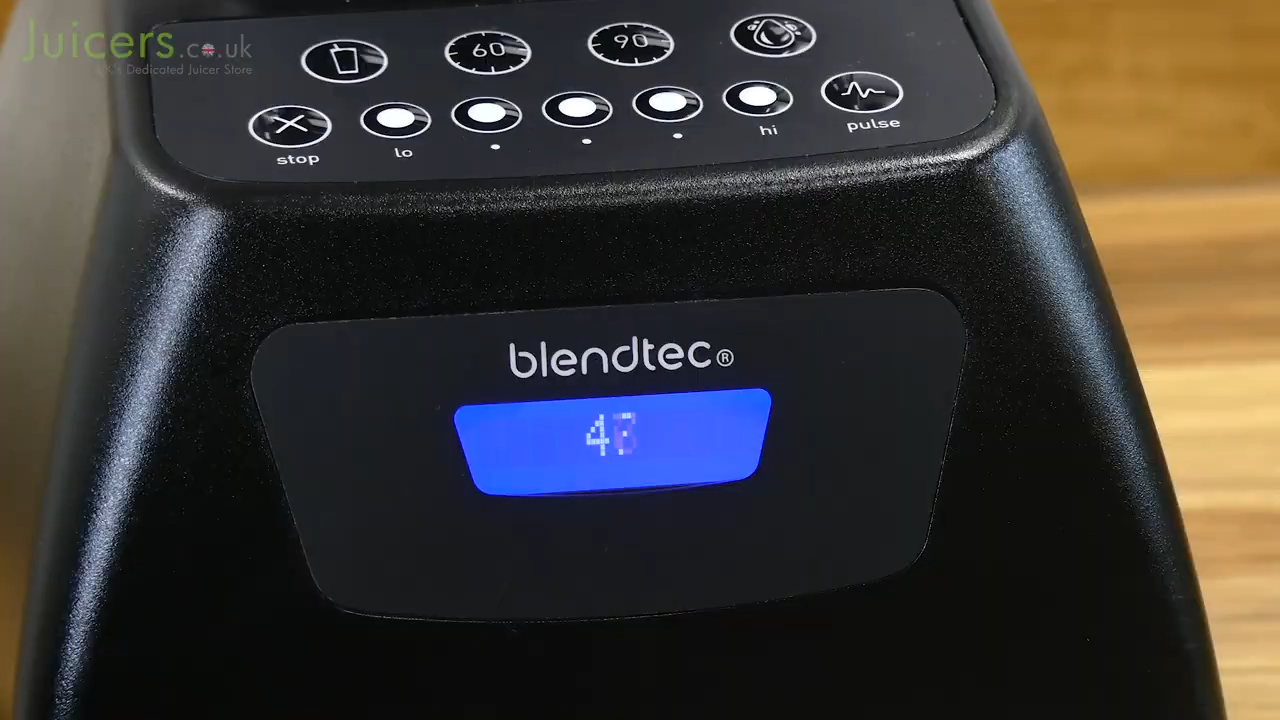 Juicers.co.uk
UK's Dedicated Juicer Store
60 90
stop lo hi pulse
blendtec®